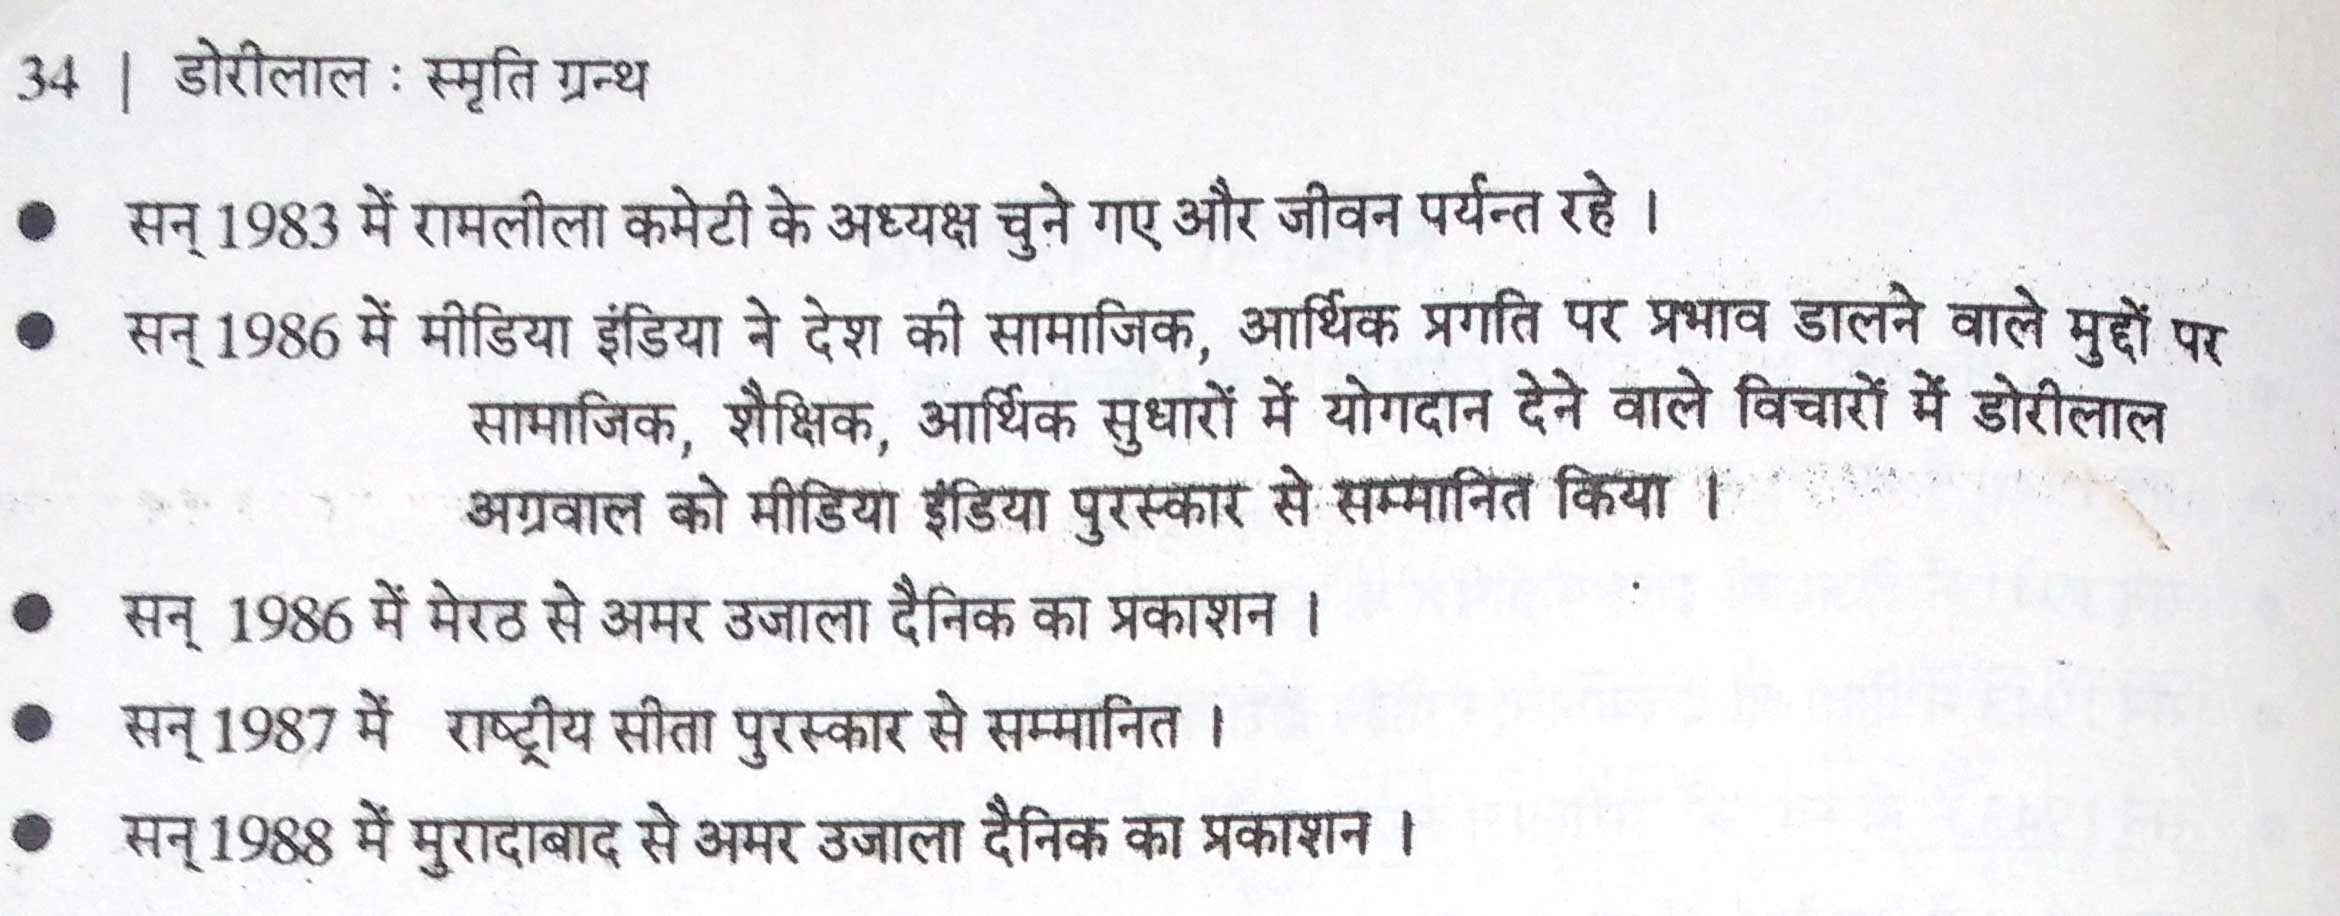 34 | डोरीलाल : स्मृति ग्रन्थ
● सन् 1983 में रामलीला कमेटी के अध्यक्ष चुने गए और जीवन पर्यन्त रहे ।
● सन् 1986 में मीडिया इंडिया ने देश की सामाजिक, आर्थिक प्रगति पर प्रभाव डालने वाले मुद्दों पर
सामाजिक, शैक्षिक, आर्थिक सुधारों में योगदान देने वाले विचारों में डोरीलाल
अग्रवाल को मीडिया इंडिया पुरस्कार से सम्मानित किया ।
● सन् 1986 में मेरठ से अमर उजाला दैनिक का प्रकाशन ।
● सन् 1987 में राष्ट्रीय सीता पुरस्कार से सम्मानित ।
● सन् 1988 में मुरादाबाद से अमर उजाला दैनिक का प्रकाशन ।